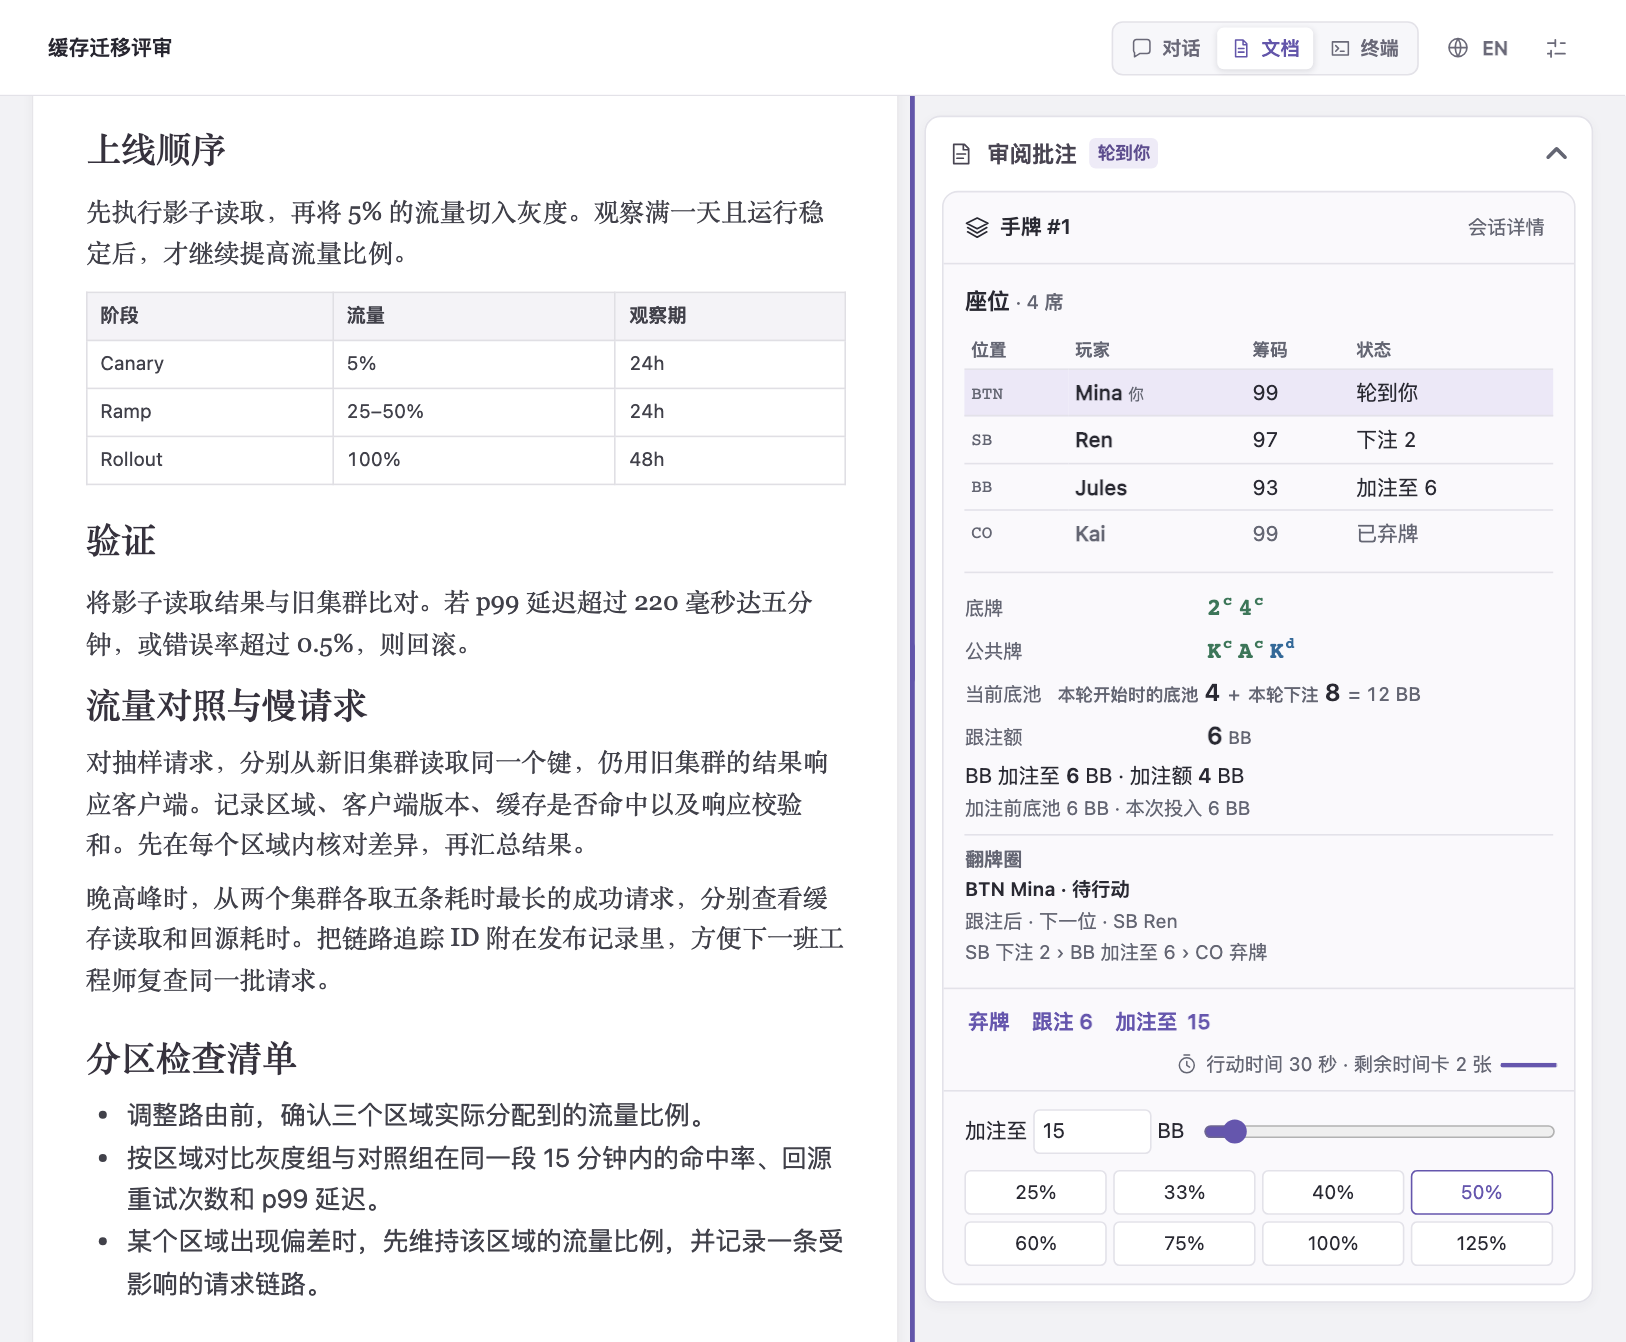 缓存迁移评审
对话
文档
终端
EN
上线顺序
先执行影子读取，再将 5% 的流量切入灰度。观察满一天且运行稳
定后，才继续提高流量比例。
阶段 流量 观察期
Canary 5% 24h
Ramp 25–50% 24h
Rollout 100% 48h
验证
将影子读取结果与旧集群比对。若 p99 延迟超过 220 毫秒达五分
钟，或错误率超过 0.5%，则回滚。
流量对照与慢请求
对抽样请求，分别从新旧集群读取同一个键，仍用旧集群的结果响
应客户端。记录区域、客户端版本、缓存是否命中以及响应校验
和。先在每个区域内核对差异，再汇总结果。
晚高峰时，从两个集群各取五条耗时最长的成功请求，分别查看缓
存读取和回源耗时。把链路追踪 ID 附在发布记录里，方便下一班工
程师复查同一批请求。
分区检查清单
• 调整路由前，确认三个区域实际分配到的流量比例。
• 按区域对比灰度组与对照组在同一段 15 分钟内的命中率、回源
重试次数和 p99 延迟。
• 某个区域出现偏差时，先维持该区域的流量比例，并记录一条受
影响的请求链路。
审阅批注 轮到你
手牌 #1 会话详情
座位 · 4 席
位置 玩家 筹码 状态
BTN Mina 你 99 轮到你
SB Ren 97 下注 2
BB Jules 93 加注至 6
CO Kai 99 已弃牌
底牌 2c 4c
公共牌 Kc Ac Kd
当前底池 本轮开始时的底池 4 + 本轮下注 8 = 12 BB
跟注额 6 BB
BB 加注至 6 BB · 加注额 4 BB
加注前底池 6 BB · 本次投入 6 BB
翻牌圈
BTN Mina · 待行动
跟注后 · 下一位 · SB Ren
SB 下注 2 › BB 加注至 6 › CO 弃牌
弃牌 跟注 6 加注至 15
行动时间 30 秒 · 剩余时间卡 2 张
加注至 15 BB
25% 33% 40% 50%
60% 75% 100% 125%